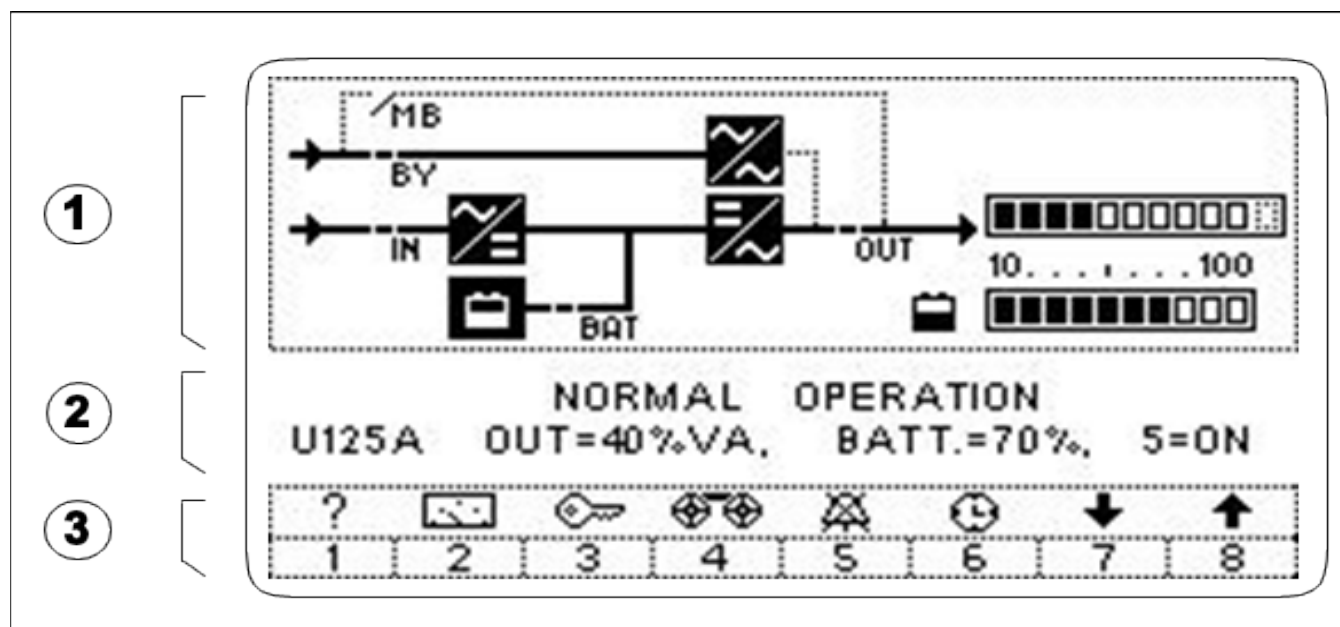 1
MB
BY
IN
OUT
10....ı...100
BAT
2
NORMAL OPERATION
U125A OUT=40%VA, BATT.=70%, 5=ON
3
?
1 2 3 4 5 6 7 8